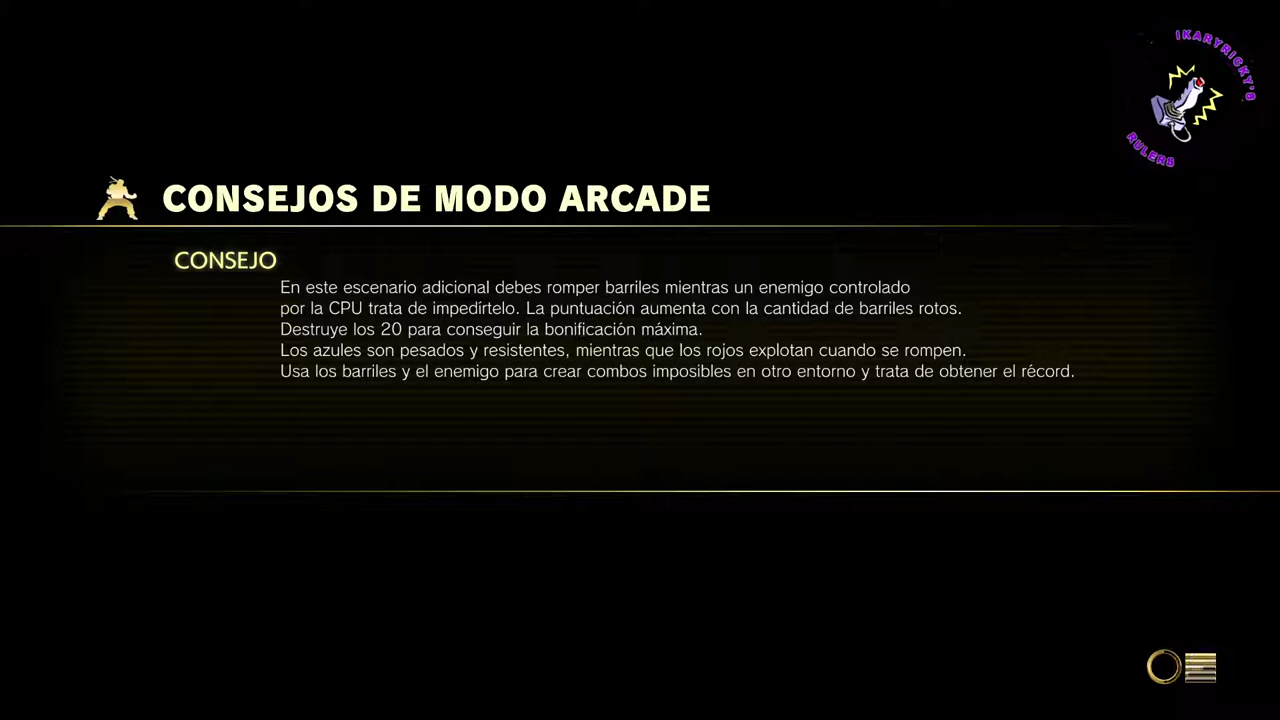 IKARYRICKY'S
RULERS
CONSEJOS DE MODO ARCADE
CONSEJO
En este escenario adicional debes romper barriles mientras un enemigo controlado
por la CPU trata de impedírtelo. La puntuación aumenta con la cantidad de barriles rotos.
Destruye los 20 para conseguir la bonificación máxima.
Los azules son pesados y resistentes, mientras que los rojos explotan cuando se rompen.
Usa los barriles y el enemigo para crear combos imposibles en otro entorno y trata de obtener el récord.